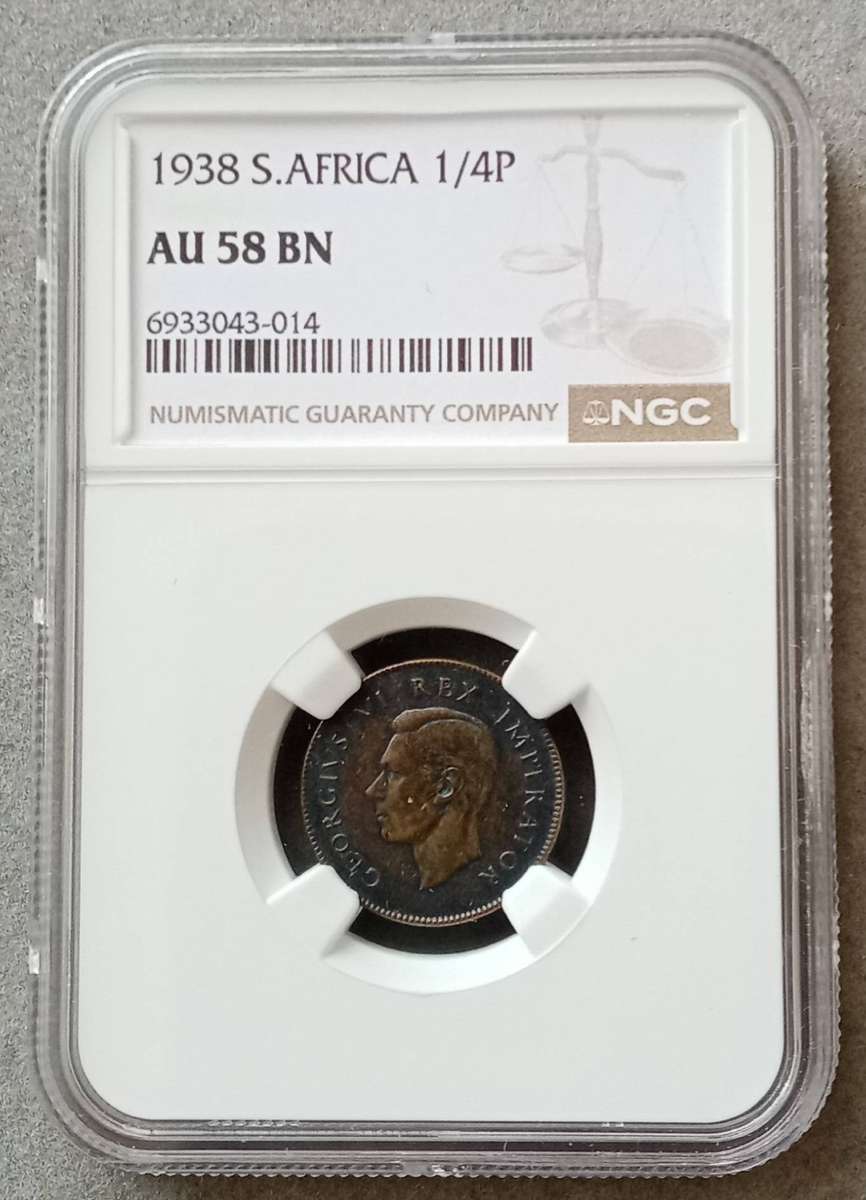 1938 S.AFRICA 1/4P
AU 58 BN
6933043-014
NUMISMATIC GUARANTY COMPANY
NGC
GEORGIVS VI REX IMPERATOR